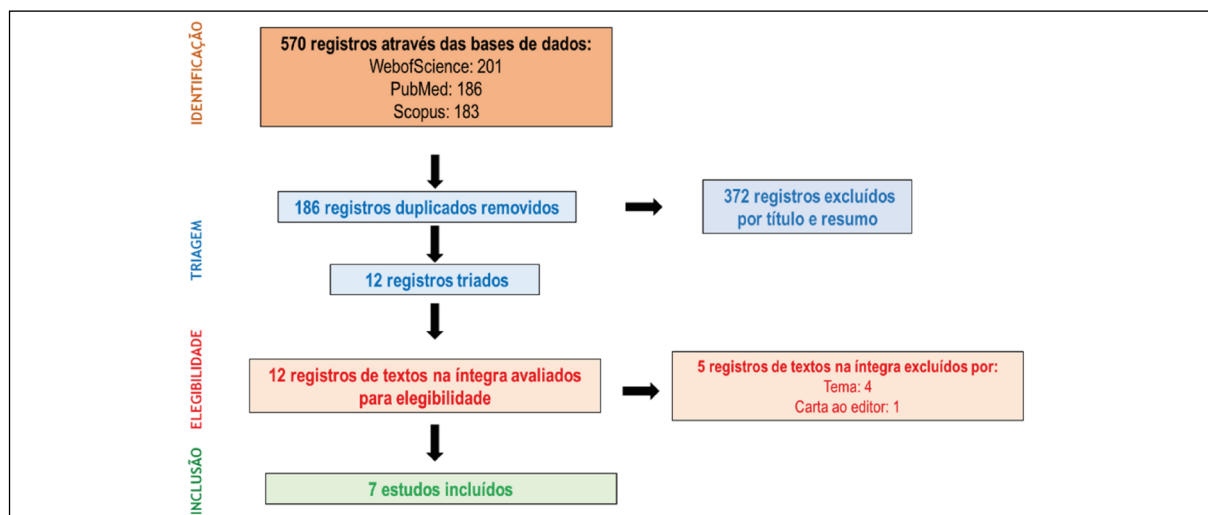 IDENTIFICAÇÃO
570 registros através das bases de dados:
WebofScience: 201
PubMed: 186
Scopus: 183
TRIAGEM
186 registros duplicados removidos
372 registros excluídos
por título e resumo
12 registros triados
ELEGIBILIDADE
12 registros de textos na íntegra avaliados
para elegibilidade
5 registros de textos na íntegra excluídos por:
Tema: 4
Carta ao editor: 1
INCLUSÃO
7 estudos incluídos